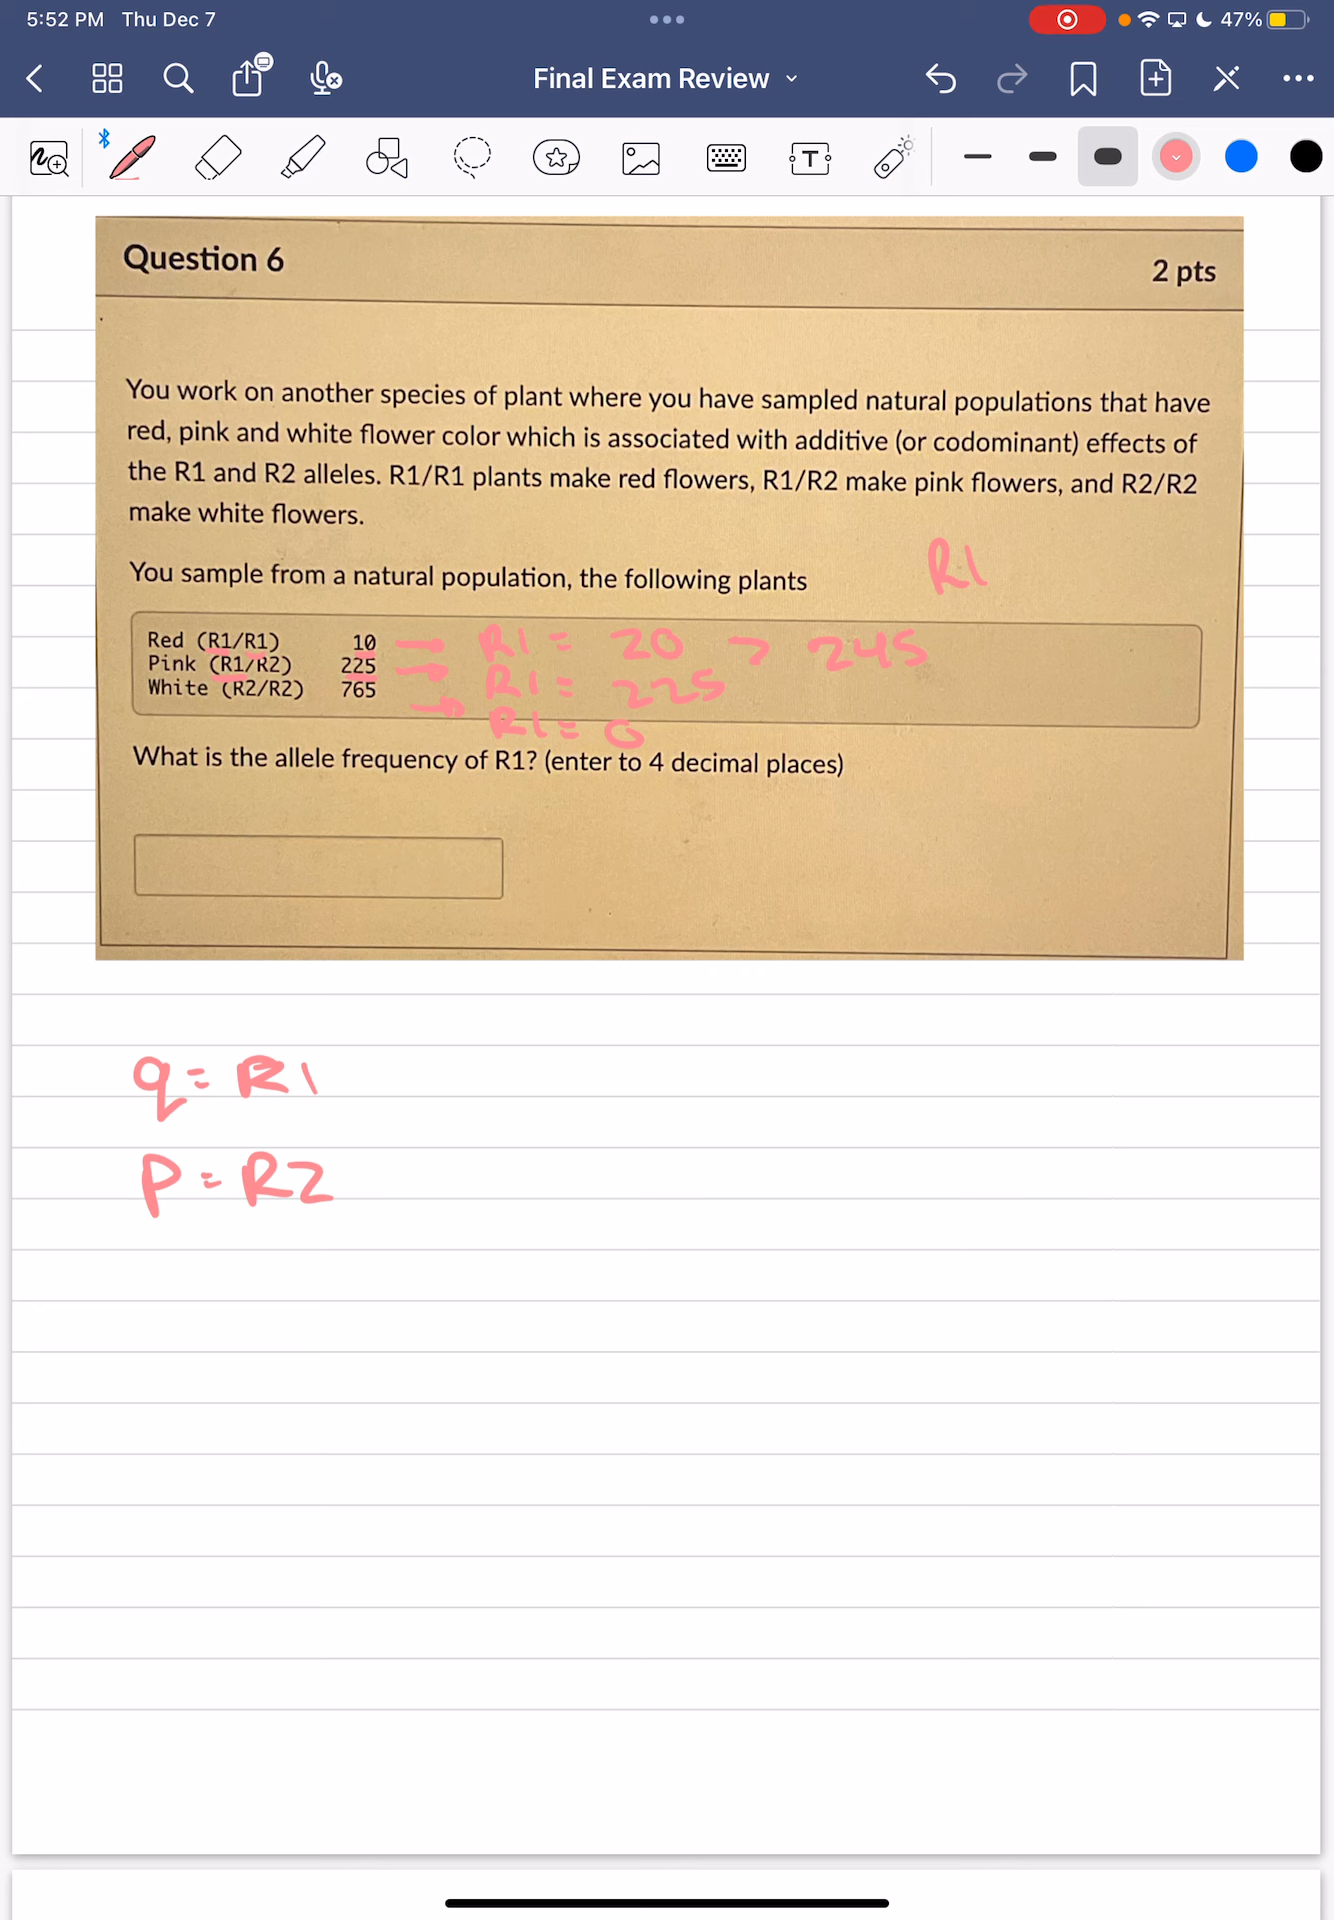 5:52 PM Thu Dec 7
47%
Final Exam Review
T
Question 6
2 pts
You work on another species of plant where you have sampled natural populations that have
red, pink and white flower color which is associated with additive (or codominant) effects of
the R1 and R2 alleles. R1/R1 plants make red flowers, R1/R2 make pink flowers, and R2/R2
make white flowers.
R1
You sample from a natural population, the following plants
Red (R1/R1) 10 → R1 = 20 > 245
Pink (R1/R2) 225 → R1 = 225
White (R2/R2) 765 → R1 = 0
What is the allele frequency of R1? (enter to 4 decimal places)
q = R1
P = R2